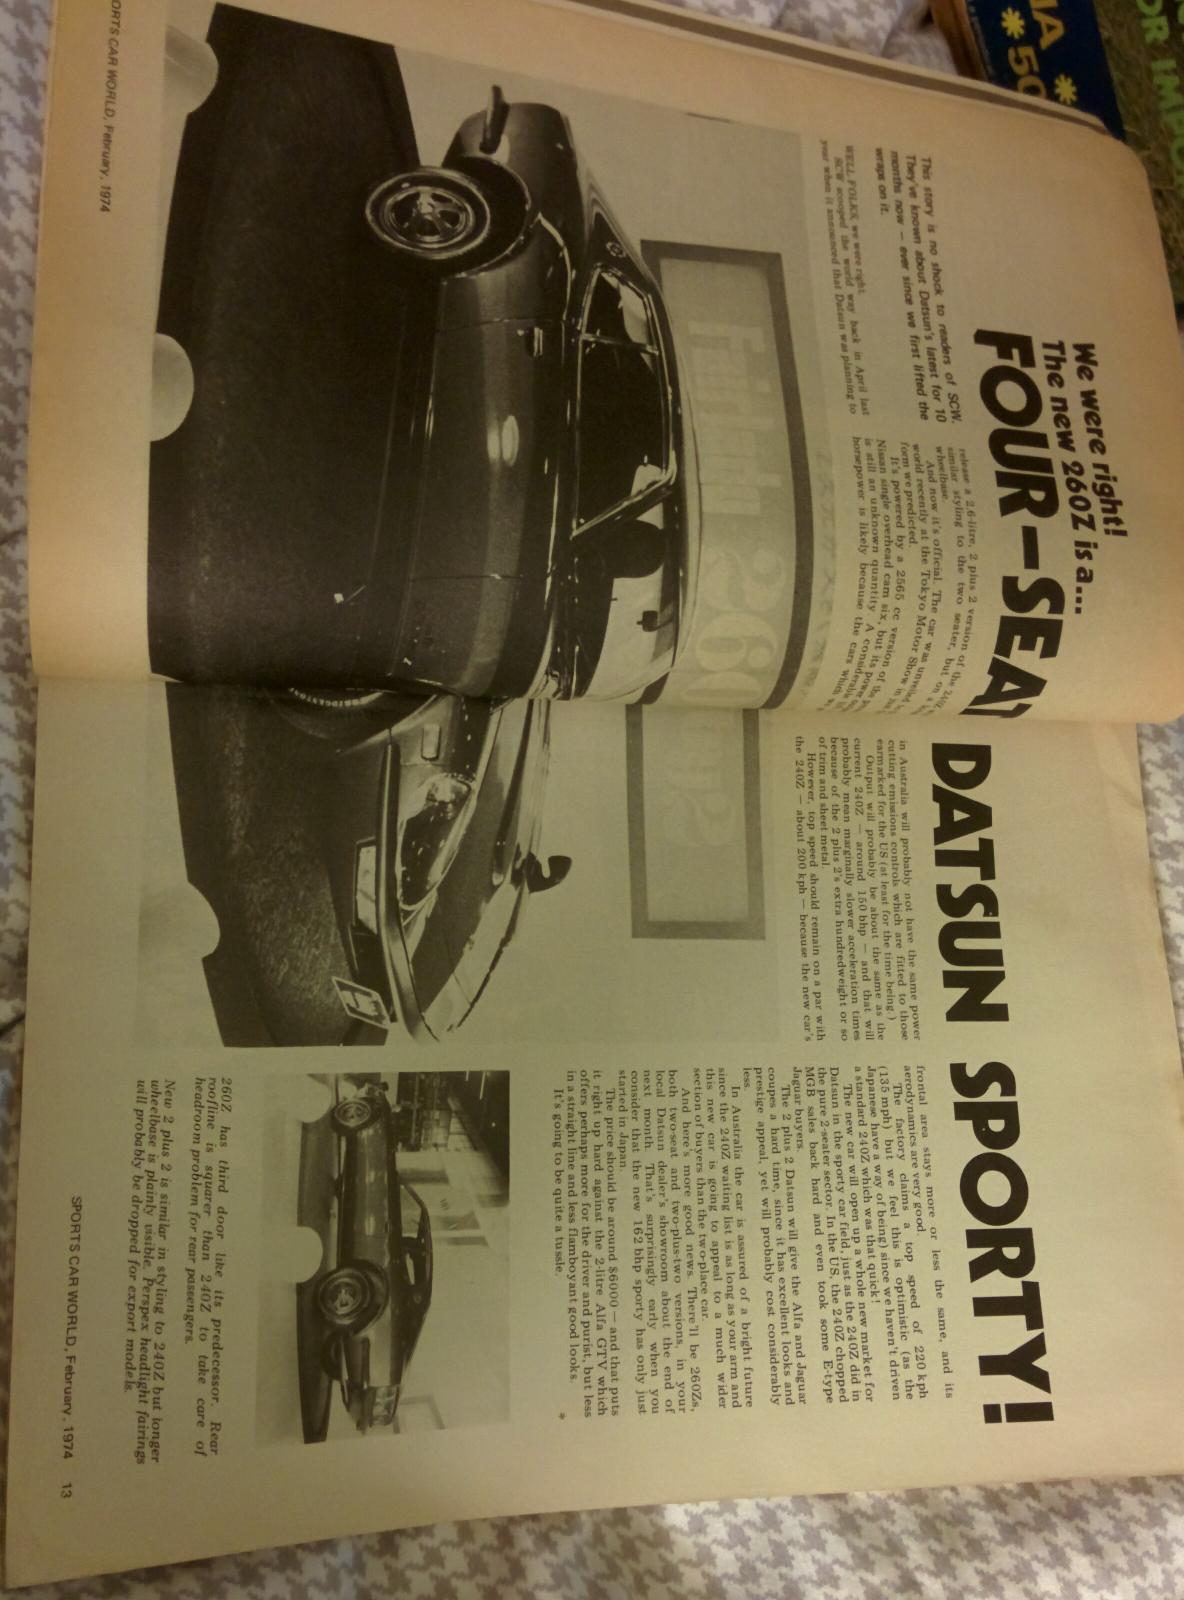 We were right!
The new 260Z is a...
FOUR-SEAT
DATSUN SPORTY!
This story is no shock to readers of SCW.
They've known about Datsun's latest for 10
months now — ever since we first lifted the
wraps on it.
WELL FOLKS, we were right.
SCW scooped the world way back in April last
year when it announced that Datsun was planning to
release a 2.6-litre, 2 plus 2 version of the 240Z,
similar styling to the two seater, but on a
wheelbase.
And now it's official. The car was unveiled
world recently at the Tokyo Motor Show in
form we predicted.
It's powered by a 2565 cc version of the
Nissan single overhead cam six, but its power
is still an unknown quantity. A considerable
horsepower is likely because the cars which
in Australia will probably not have the same power
cutting emissions controls which are fitted to those
earmarked for the US (at least for the time being.)
Output will probably be about the same as the
current 240Z — around 150 bhp — and that will
probably mean marginally slower acceleration times
because of the 2 plus 2's extra hundredweight or so
of trim and sheet metal.
However, top speed should remain on a par with
the 240Z — about 200 kph — because the new car's
frontal area stays more or less the same, and its
aerodynamics are very good.
The factory claims a top speed of 220 kph
(135 mph) but we feel this is optimistic (as the
Japanese have a way of being) since we haven't driven
a standard 240Z which was that quick!
The new car will open up a whole new market for
Datsun in the sporty car field, just as the 240Z did in
the pure 2-seater sector. In the US, the 240Z chopped
MGB sales back hard and even took some E-type
Jaguar buyers.
The 2 plus 2 Datsun will give the Alfa and Jaguar
coupes a hard time, since it has excellent looks and
prestige appeal, yet will probably cost considerably
less.
In Australia the car is assured of a bright future
since the 240Z waiting list is as long as your arm and
this new car is going to appeal to a much wider
section of buyers than the two-place car.
And here's more good news. There'll be 260Zs,
both two-seat and two-plus-two versions, in your
local Datsun dealer's showroom about the end of
next month. That's surprisingly early when you
consider that the new 162 bhp sporty has only just
started in Japan.
The price should be around $6000 — and that puts
it right up hard against the 2-litre Alfa GTV which
offers perhaps more for the driver and purist, but less
in a straight line and less flamboyant good looks.
It's going to be quite a tussle. *
260Z has third door like its predecessor. Rear
roofline is squarer than 240Z to take care of
headroom problem for rear passengers.
New 2 plus 2 is similar in styling to 240Z but longer
wheelbase is plainly visible. Perspex headlight fairings
will probably be dropped for export models.
ORTS CAR WORLD, February, 1974
SPORTS CAR WORLD, February, 1974 13
BRIDGESTONE